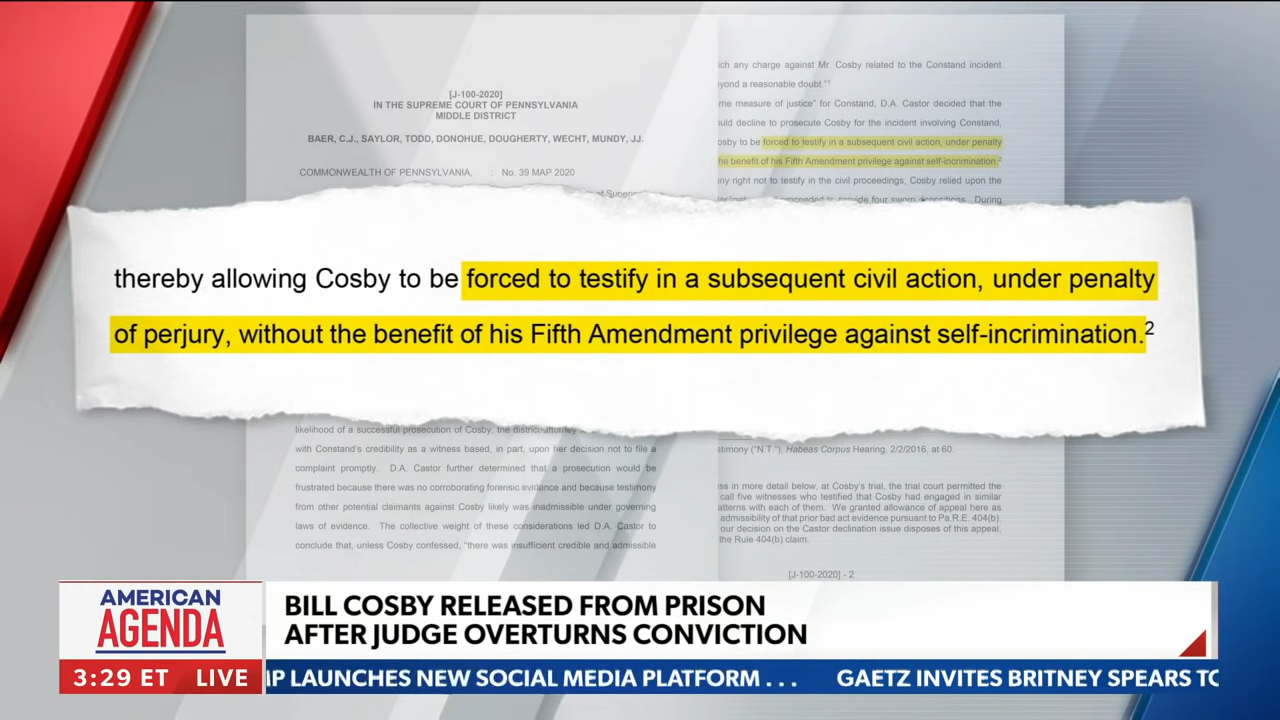 [J-100-2020]
IN THE SUPREME COURT OF PENNSYLVANIA
MIDDLE DISTRICT
BAER, C.J., SAYLOR, TODD, DONOHUE, DOUGHERTY, WECHT, MUNDY, JJ.
COMMONWEALTH OF PENNSYLVANIA, : No. 39 MAP 2020
any charge against Mr. Cosby related to the Constand incident
a reasonable doubt."1
measure of justice" for Constand, D.A. Castor decided that the
decline to prosecute Cosby for the incident involving Constand,
to be forced to testify in a subsequent civil action, under penalty
the benefit of his Fifth Amendment privilege against self-incrimination.2
right not to testify in the civil proceedings, Cosby relied upon the
to provide four sworn depositions. During
thereby allowing Cosby to be forced to testify in a subsequent civil action, under penalty
of perjury, without the benefit of his Fifth Amendment privilege against self-incrimination.2
likelihood of a successful prosecution of Cosby, the district attorney
with Constand's credibility as a witness based, in part, upon her decision not to file a
complaint promptly. D.A. Castor further determined that a prosecution would be
frustrated because there was no corroborating forensic evidence and because testimony
from other potential claimants against Cosby likely was inadmissible under governing
laws of evidence. The collective weight of these considerations led D.A. Castor to
conclude that, unless Cosby confessed, "there was insufficient credible and admissible
("N.T."), Habeas Corpus Hearing, 2/2/2016, at 60.
in more detail below, at Cosby's trial, the trial court permitted the
call five witnesses who testified that Cosby had engaged in similar
with each of them. We granted allowance of appeal here as
admissibility of that prior bad act evidence pursuant to Pa.R.E. 404(b).
our decision on the Castor declination issue disposes of this appeal,
the Rule 404(b) claim.
[J-100-2020] - 2
AMERICAN
AGENDA
BILL COSBY RELEASED FROM PRISON
AFTER JUDGE OVERTURNS CONVICTION
3:29 ET LIVE
LAUNCHES NEW SOCIAL MEDIA PLATFORM . . . GAETZ INVITES BRITNEY SPEARS